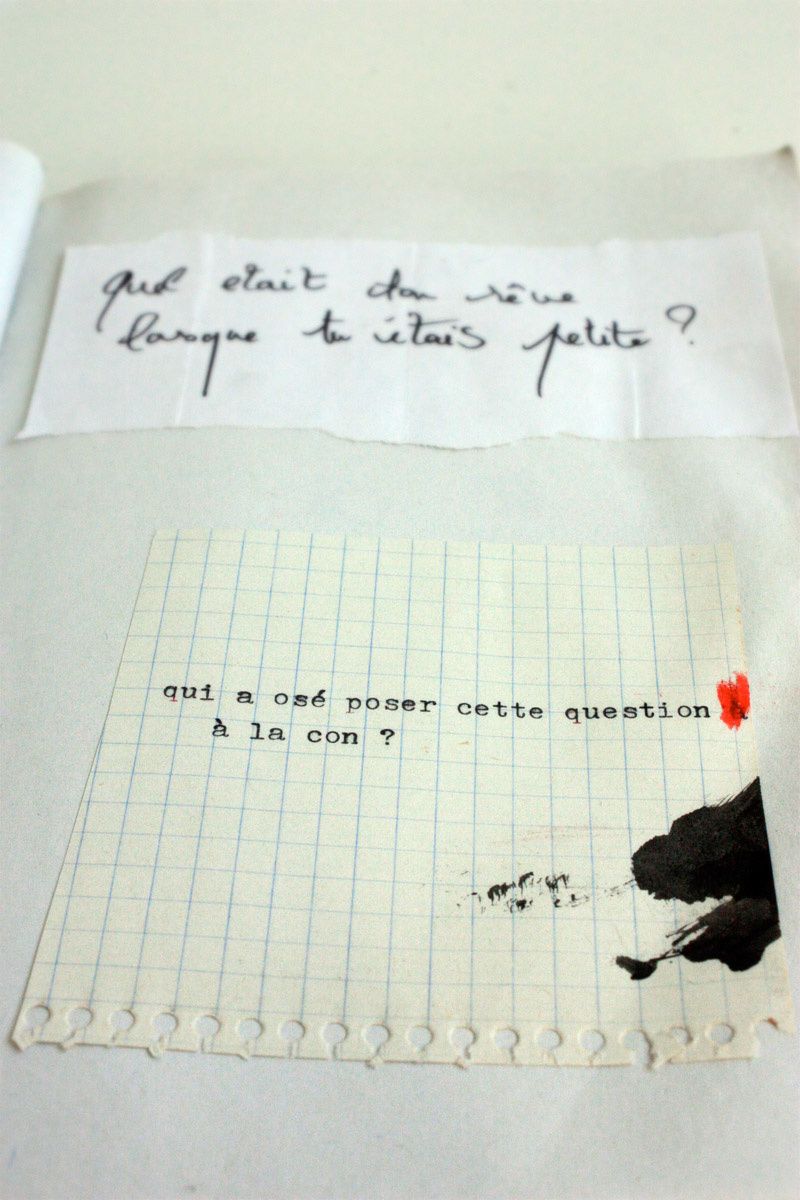 quel était ton rêve
lorsque tu étais petite ?
qui a osé poser cette question à
à la con ?